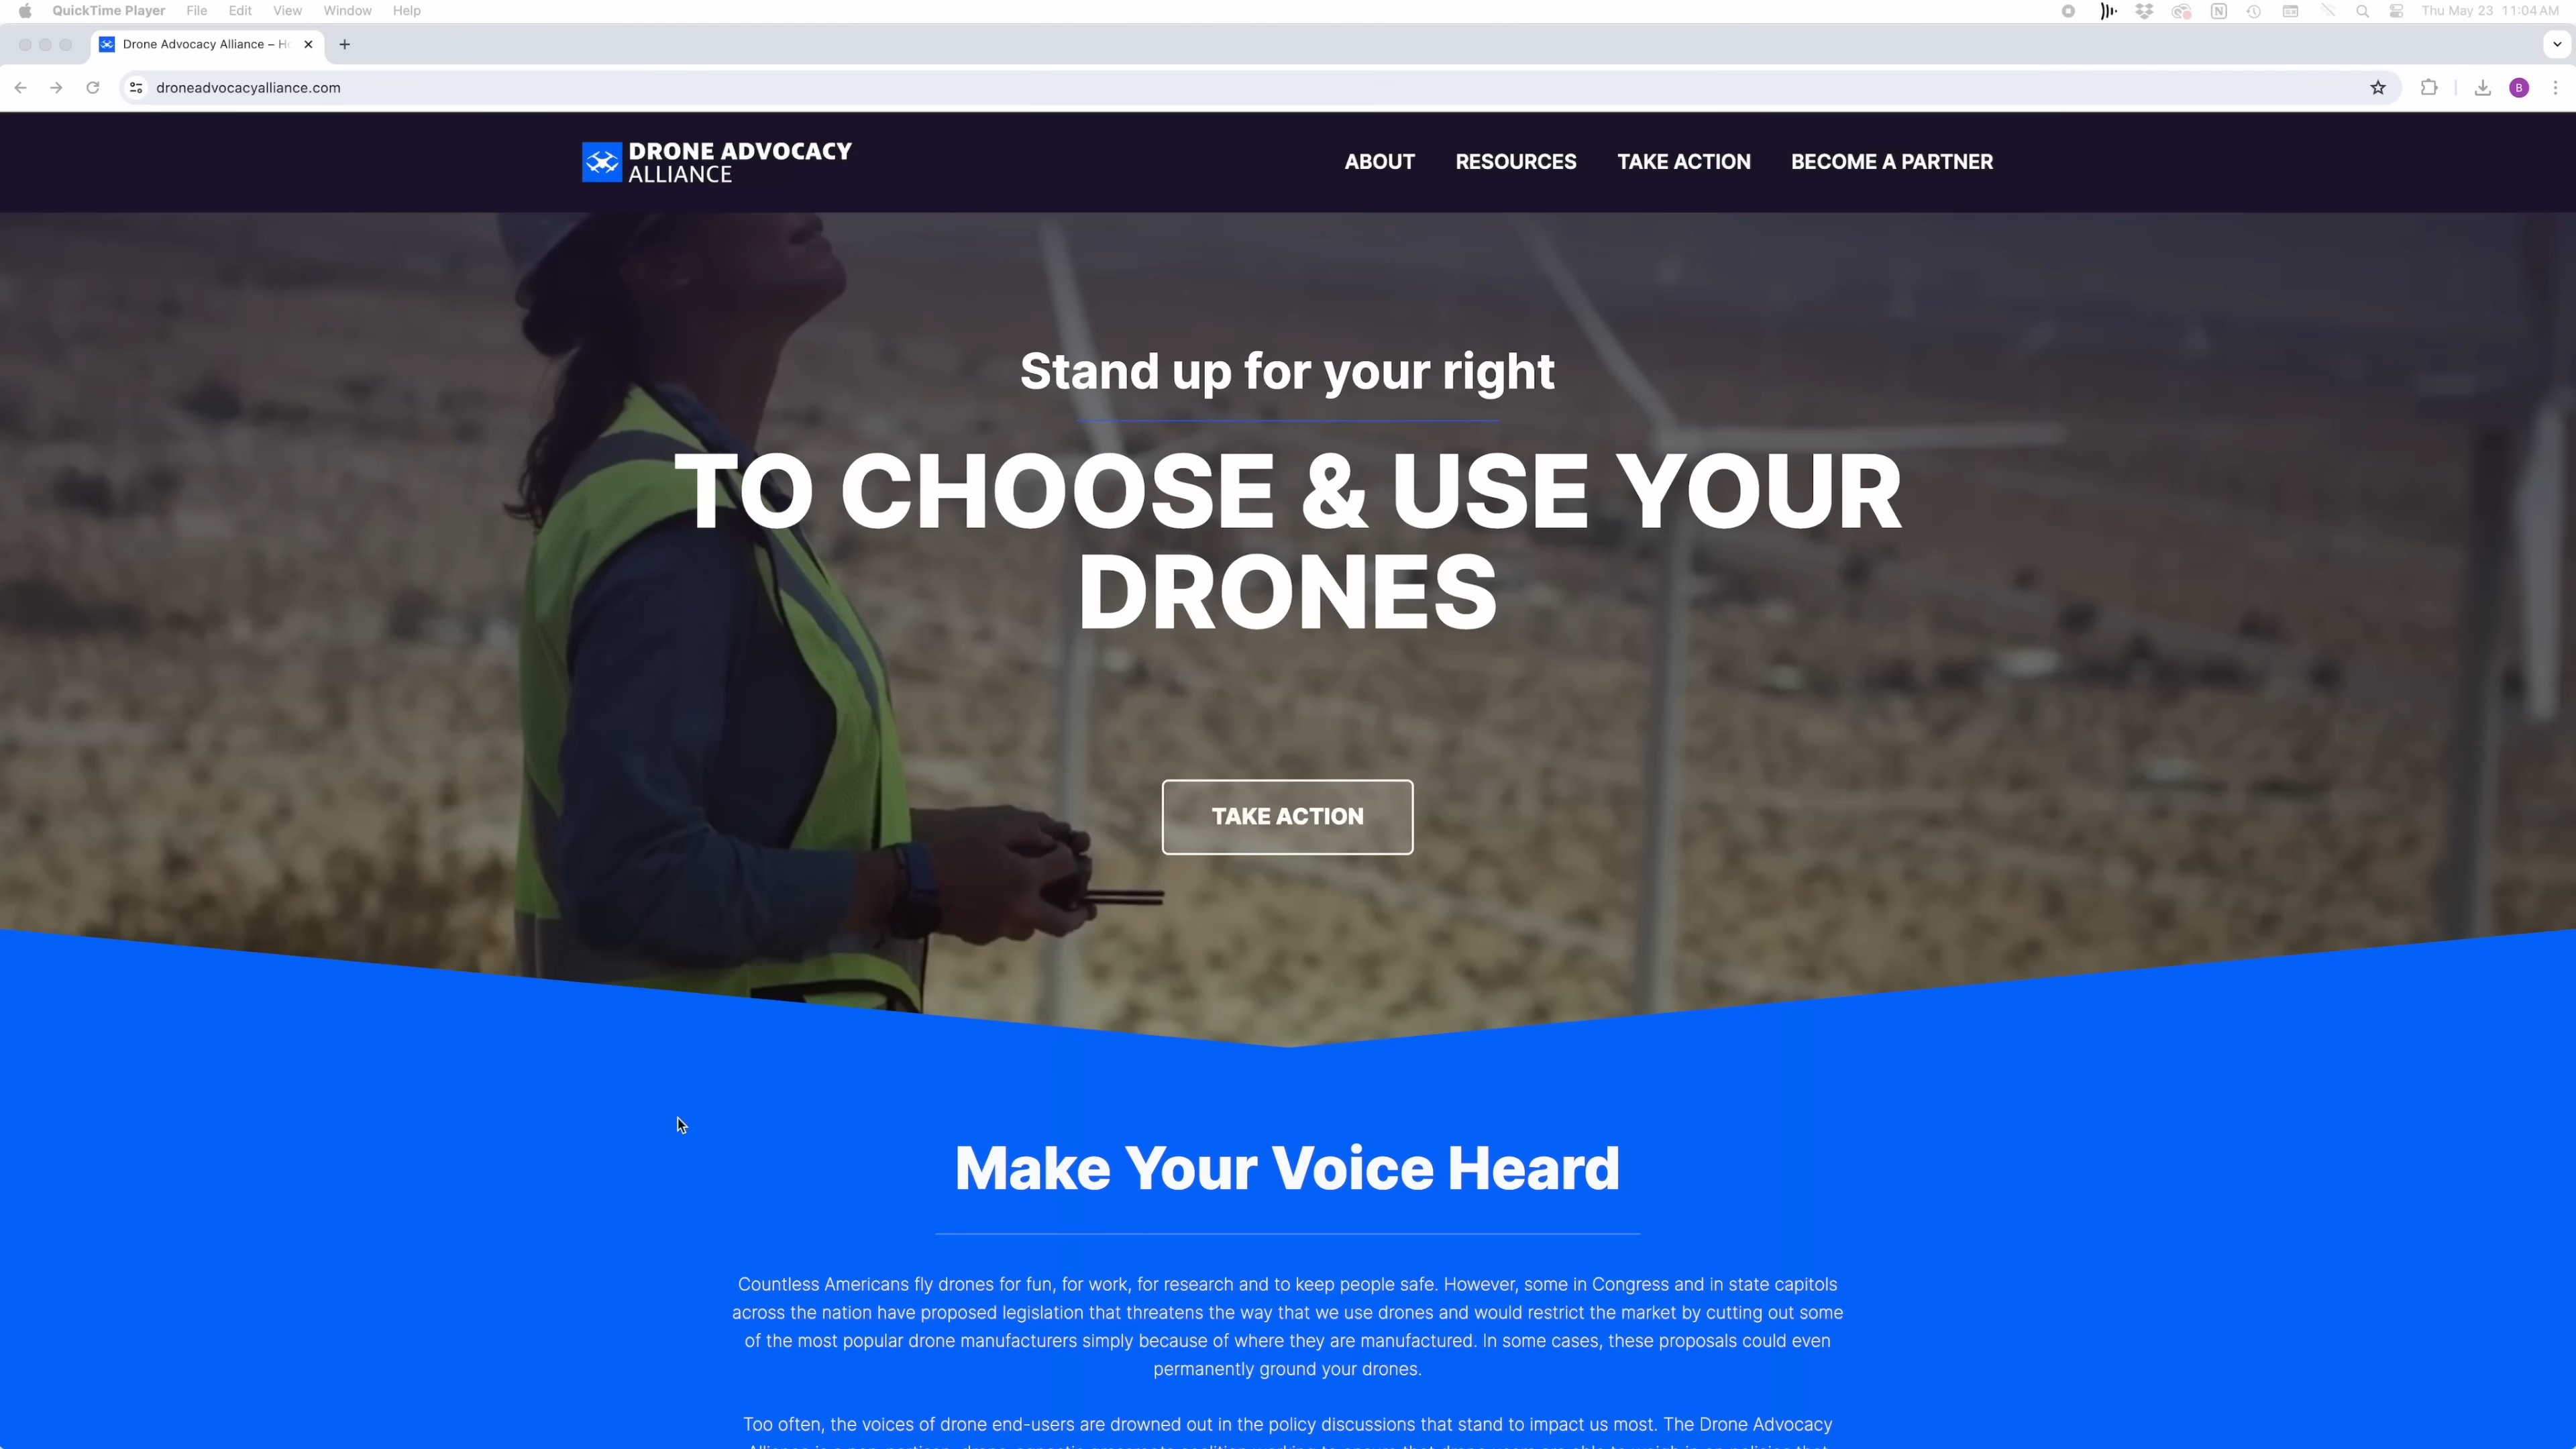 QuickTime Player File Edit View Window Help Thu May 23 11:04 AM
Drone Advocacy Alliance – H
droneadvocacyalliance.com B
DRONE ADVOCACY
ALLIANCE
ABOUT RESOURCES TAKE ACTION BECOME A PARTNER
Stand up for your right
TO CHOOSE & USE YOUR
DRONES
TAKE ACTION
Make Your Voice Heard
Countless Americans fly drones for fun, for work, for research and to keep people safe. However, some in Congress and in state capitols
across the nation have proposed legislation that threatens the way that we use drones and would restrict the market by cutting out some
of the most popular drone manufacturers simply because of where they are manufactured. In some cases, these proposals could even
permanently ground your drones.
Too often, the voices of drone end-users are drowned out in the policy discussions that stand to impact us most. The Drone Advocacy